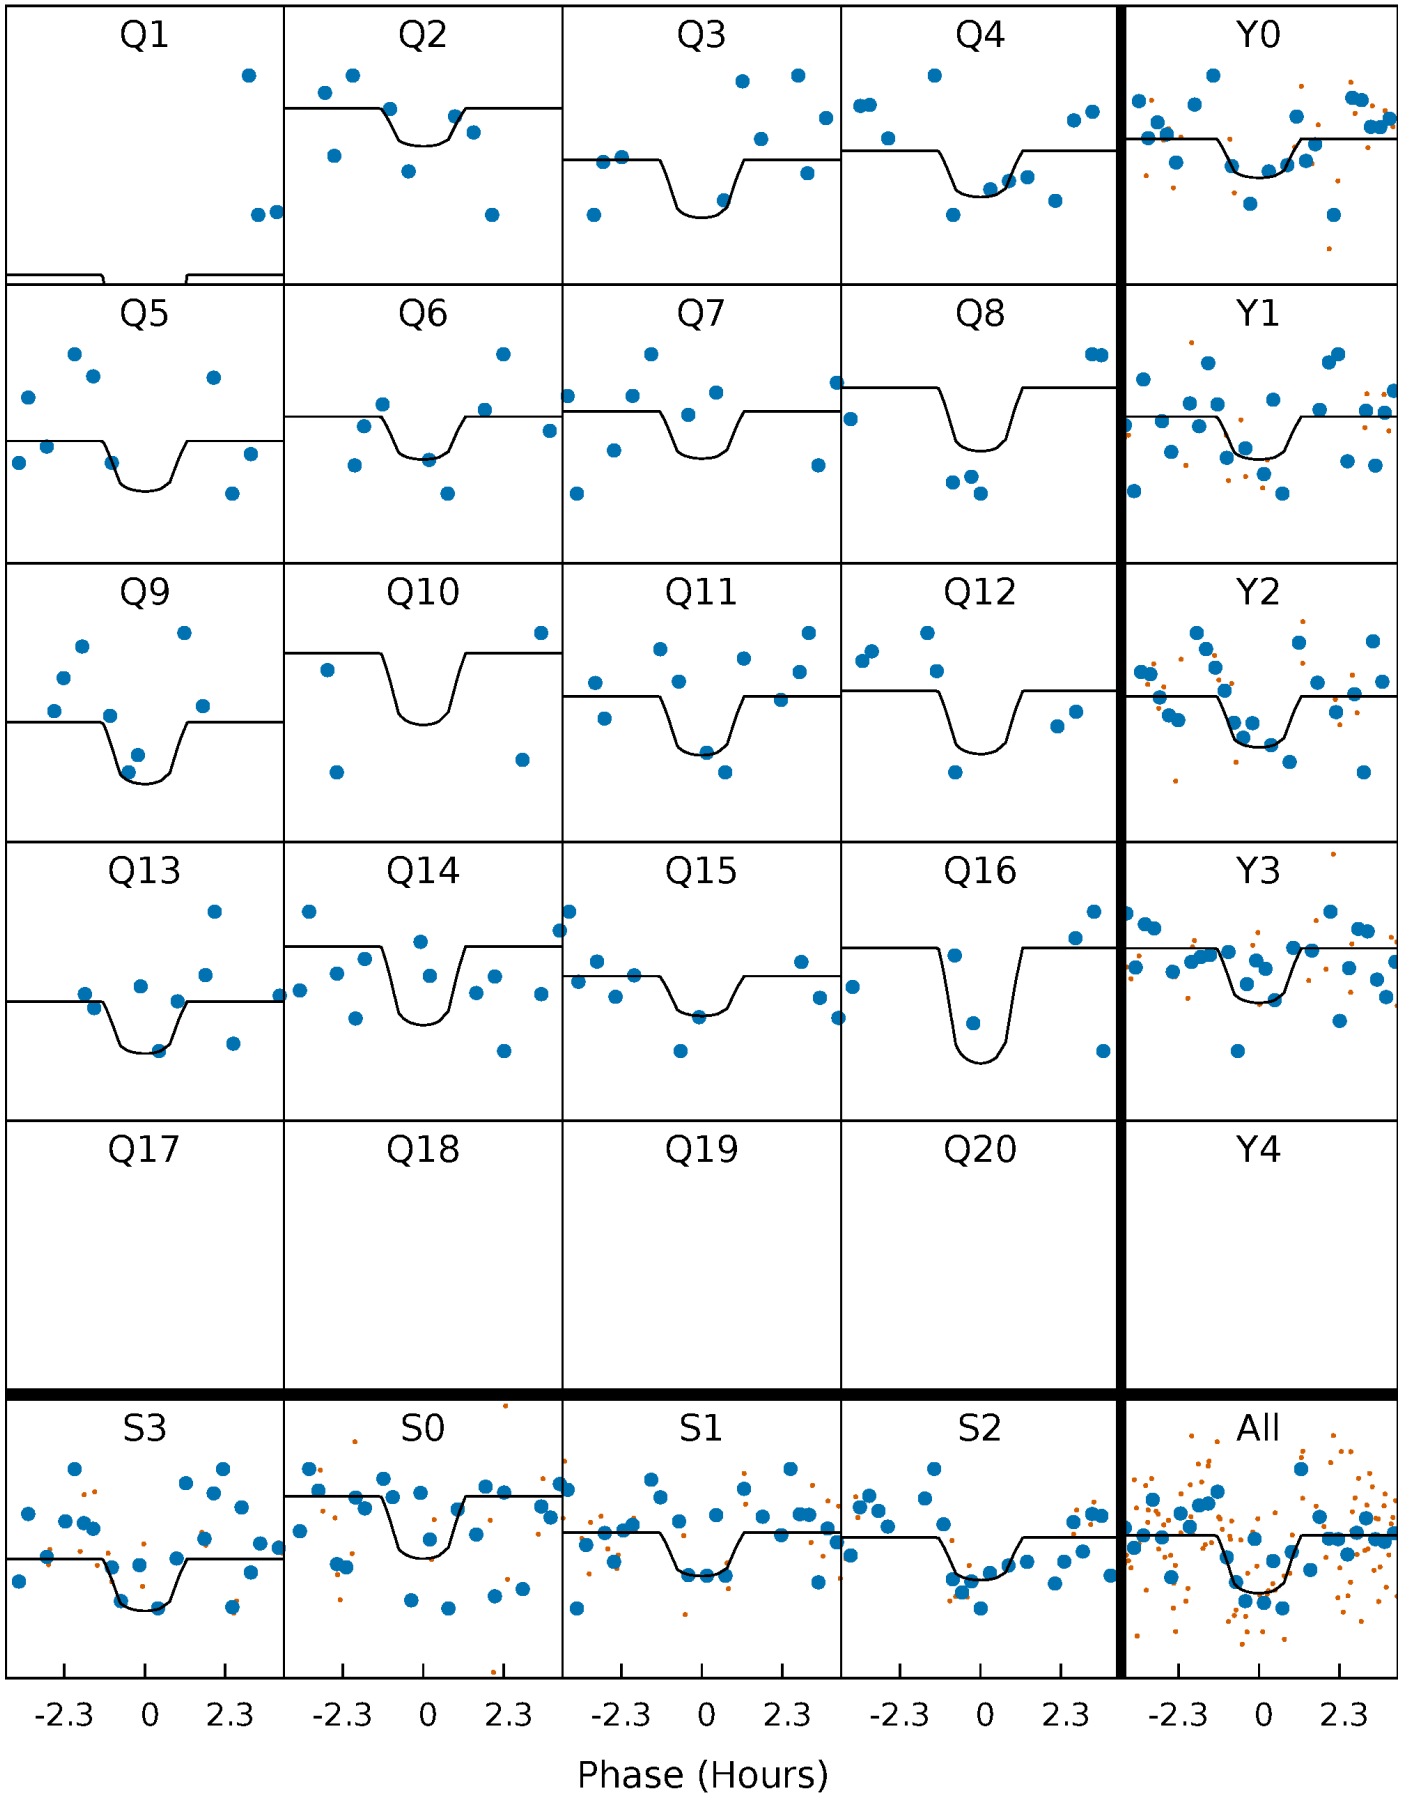 Q1 Q2 Q3 Q4 Y0
Q5 Q6 Q7 Q8 Y1
Q9 Q10 Q11 Q12 Y2
Q13 Q14 Q15 Q16 Y3
Q17 Q18 Q19 Q20 Y4
S3 S0 S1 S2 All
-2.3 0 2.3 -2.3 0 2.3 -2.3 0 2.3 -2.3 0 2.3 -2.3 0 2.3
Phase (Hours)